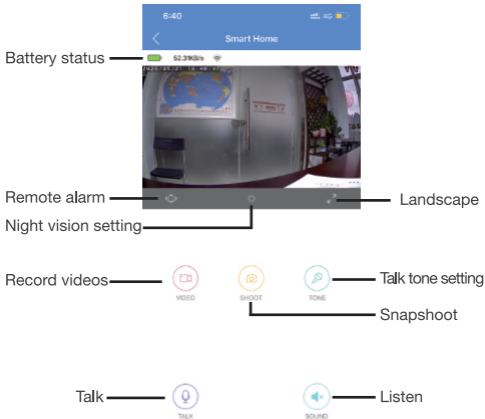 6:40
4G
Smart Home
Battery status
52.31KB/s
Remote alarm
Landscape
Night vision setting
Record videos
VIDEO
SHOOT
TONE
Talk tone setting
Snapshoot
Talk
TALK
SOUND
Listen